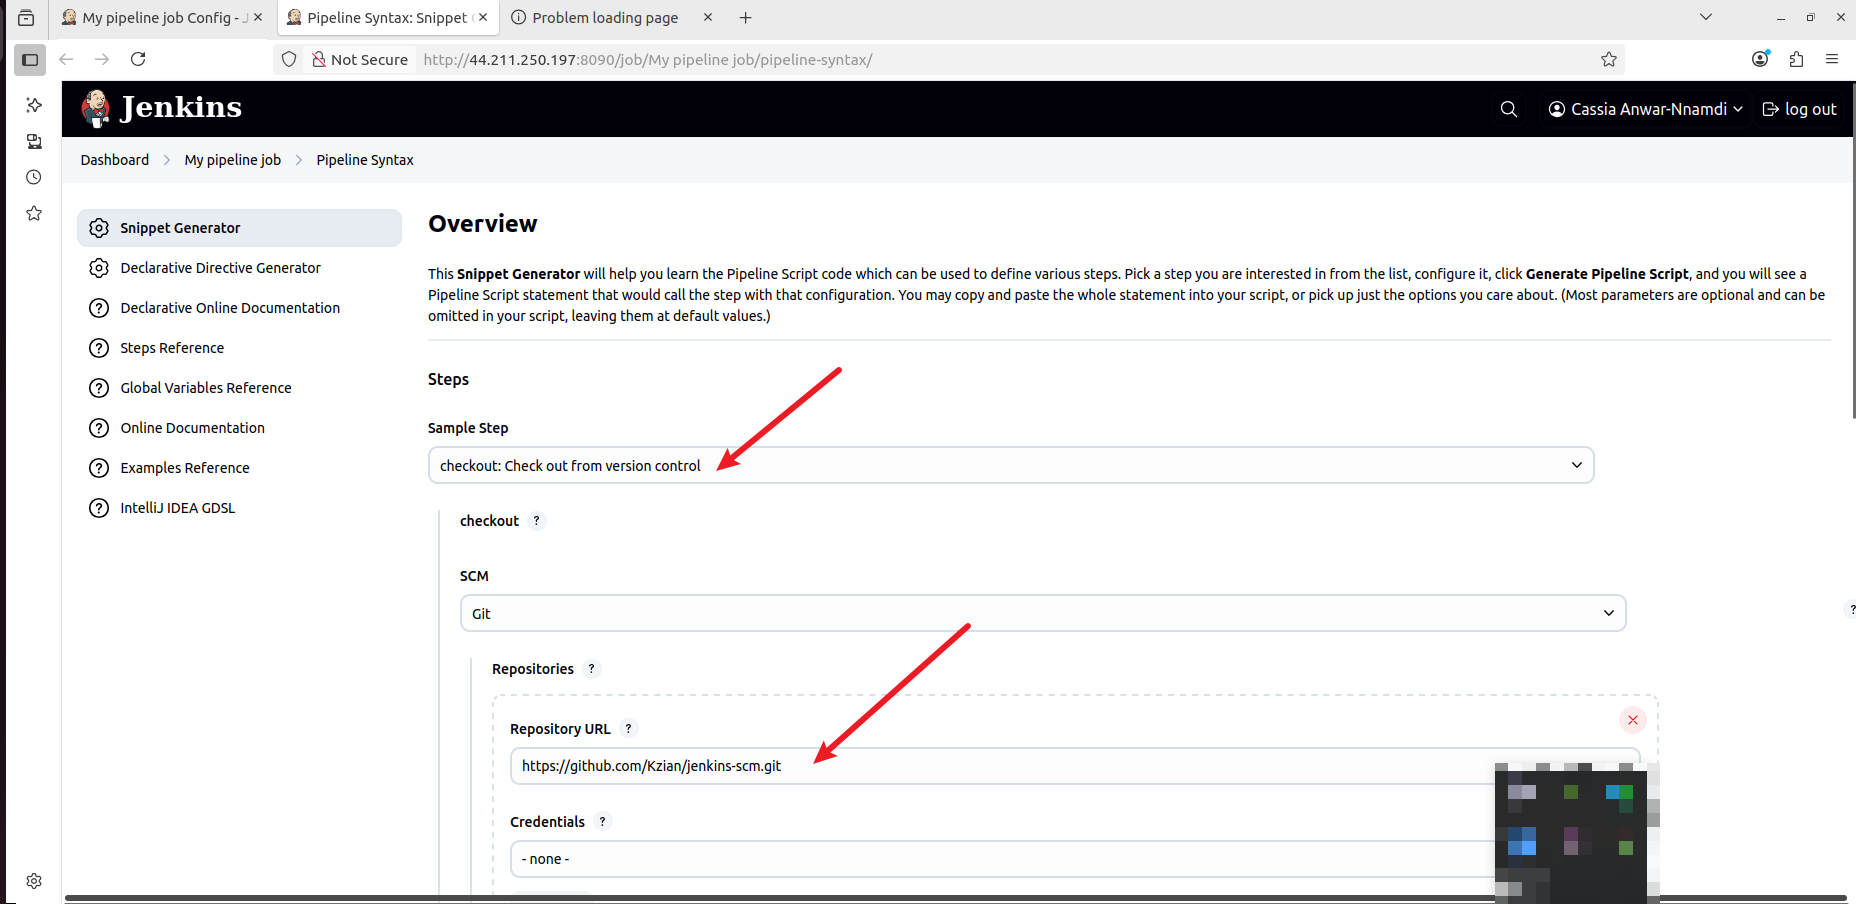 My pipeline job Config - J
Pipeline Syntax: Snippet
Problem loading page
Not Secure
http://44.211.250.197:8090/job/My pipeline job/pipeline-syntax/
Jenkins
Cassia Anwar-Nnamdi
log out
Dashboard
My pipeline job
Pipeline Syntax
Snippet Generator
Declarative Directive Generator
Declarative Online Documentation
Steps Reference
Global Variables Reference
Online Documentation
Examples Reference
IntelliJ IDEA GDSL
Overview
This Snippet Generator will help you learn the Pipeline Script code which can be used to define various steps. Pick a step you are interested in from the list, configure it, click Generate Pipeline Script, and you will see a
Pipeline Script statement that would call the step with that configuration. You may copy and paste the whole statement into your script, or pick up just the options you care about. (Most parameters are optional and can be
omitted in your script, leaving them at default values.)
Steps
Sample Step
checkout: Check out from version control
checkout ?
SCM
Git
?
Repositories ?
Repository URL ?
https://github.com/Kzian/jenkins-scm.git
Credentials ?
- none -